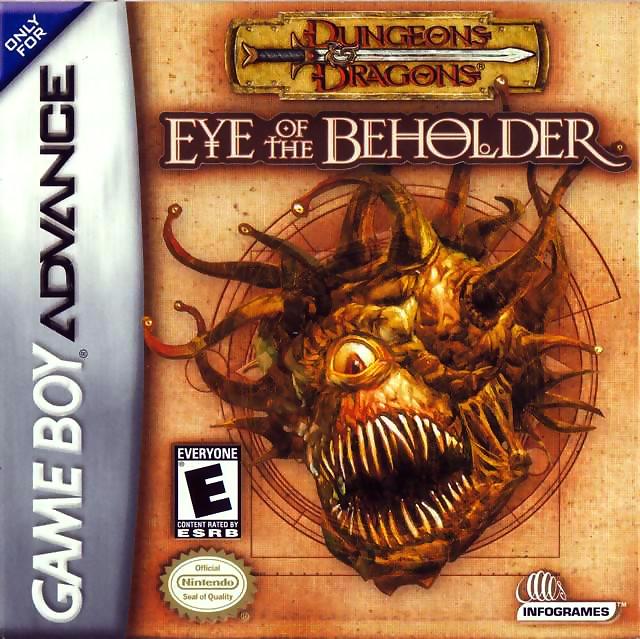 ONLY
FOR
GAME BOY ADVANCE
DUNGEONS
&
DRAGONS®
EYE OF THE BEHOLDER
EVERYONE
E
CONTENT RATED BY
ESRB
Official
Nintendo
Seal of Quality
INFOGRAMES™